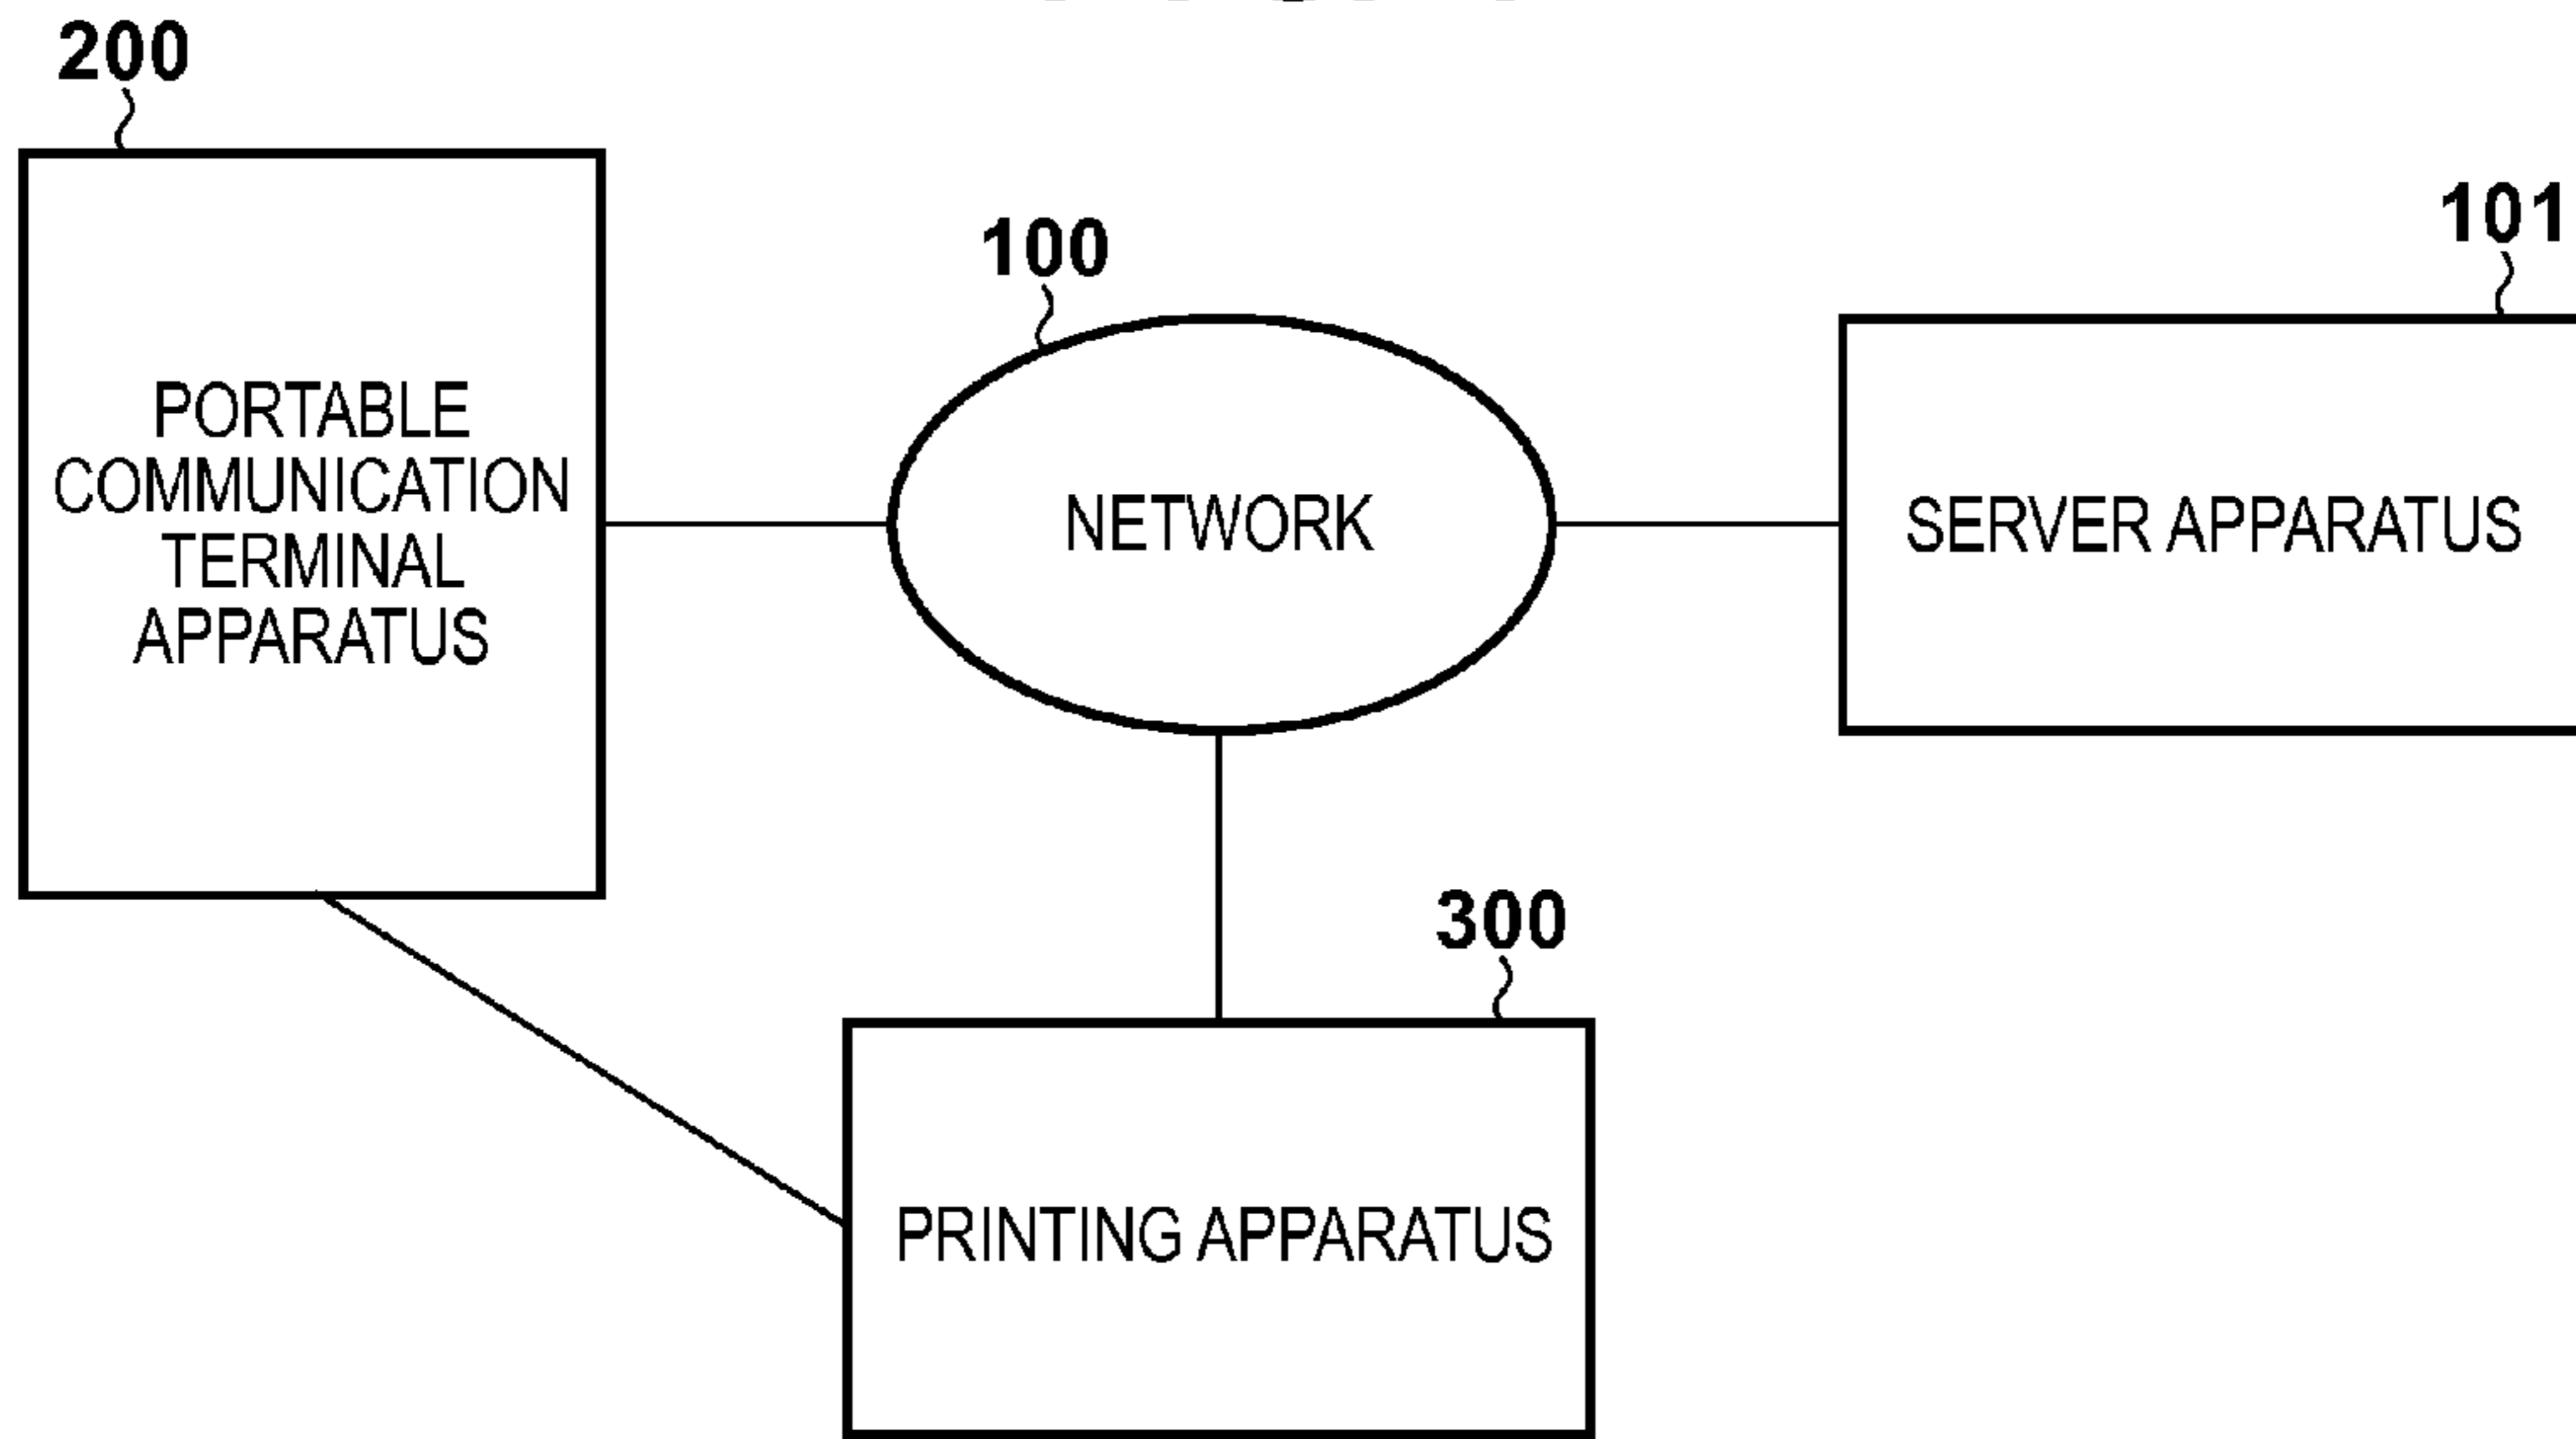 200
100
101
PORTABLE
COMMUNICATION
TERMINAL
APPARATUS
NETWORK
SERVER APPARATUS
300
PRINTING APPARATUS